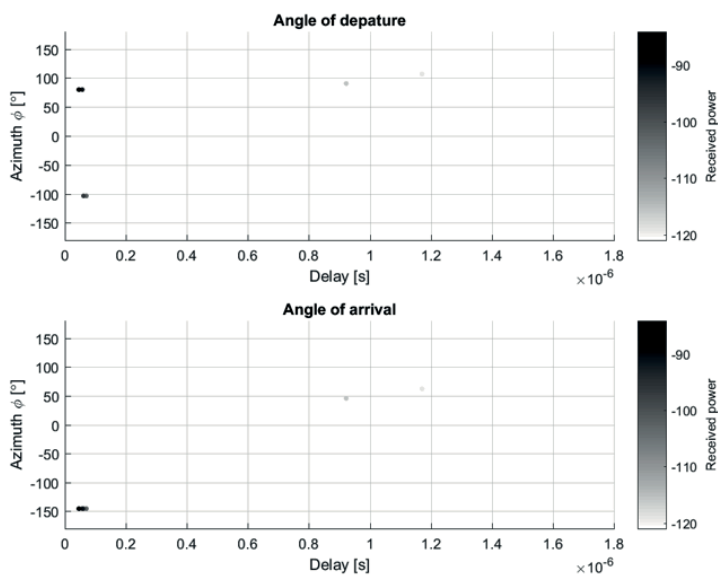 Angle of depature
150
100
50
0
-50
-100
-150
Azimuth ϕ [°]
0 0.2 0.4 0.6 0.8 1 1.2 1.4 1.6 1.8
Delay [s]
×10⁻⁶
-90
-100
-110
-120
Received power
Angle of arrival
150
100
50
0
-50
-100
-150
Azimuth ϕ [°]
0 0.2 0.4 0.6 0.8 1 1.2 1.4 1.6 1.8
Delay [s]
×10⁻⁶
-90
-100
-110
-120
Received power